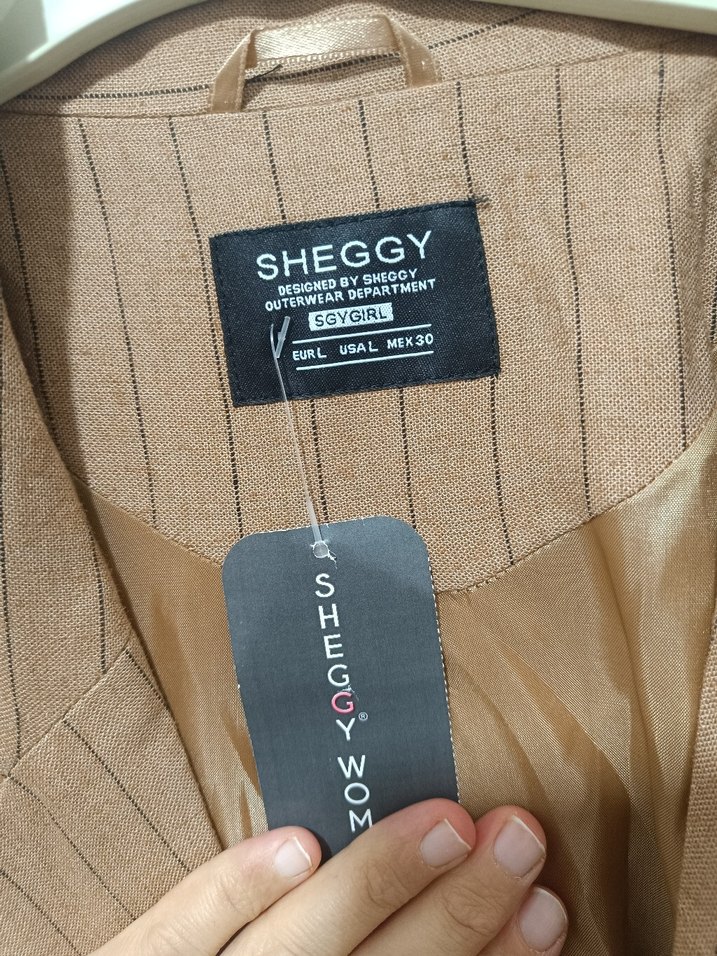 SHEGGY
DESIGNED BY SHEGGY
OUTERWEAR DEPARTMENT
SGYGIRL
EUR L USA L MEX 30
SHEGGY® WOM